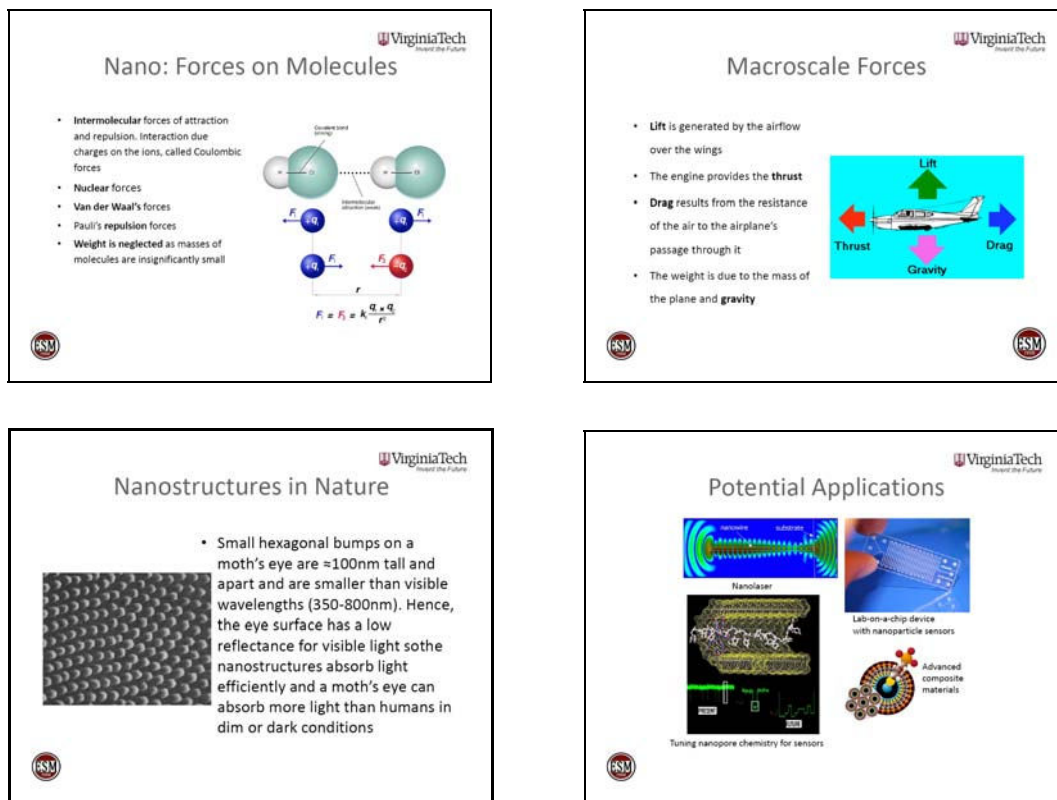 VirginiaTech
Invent the Future
Nano: Forces on Molecules
• Intermolecular forces of attraction
and repulsion. Interaction due
charges on the ions, called Coulombic
forces
• Nuclear forces
• Van der Waal's forces
• Pauli's repulsion forces
• Weight is neglected as masses of
molecules are insignificantly small
Covalent bond
(strong)
H Cl H Cl
Intermolecular
attraction (weak)
r
ESM
VirginiaTech
Invent the Future
Macroscale Forces
• Lift is generated by the airflow
over the wings
• The engine provides the thrust
• Drag results from the resistance
of the air to the airplane's
passage through it
• The weight is due to the mass of
the plane and gravity
Lift
Thrust
Drag
Gravity
ESM
ESM
VirginiaTech
Invent the Future
Nanostructures in Nature
• Small hexagonal bumps on a
moth's eye are ≈100nm tall and
apart and are smaller than visible
wavelengths (350-800nm). Hence,
the eye surface has a low
reflectance for visible light sothe
nanostructures absorb light
efficiently and a moth's eye can
absorb more light than humans in
dim or dark conditions
ESM
VirginiaTech
Invent the Future
Potential Applications
nanowire substrate
Nanolaser
Lab-on-a-chip device
with nanoparticle sensors
Advanced
composite
materials
Tuning nanopore chemistry for sensors
ESM